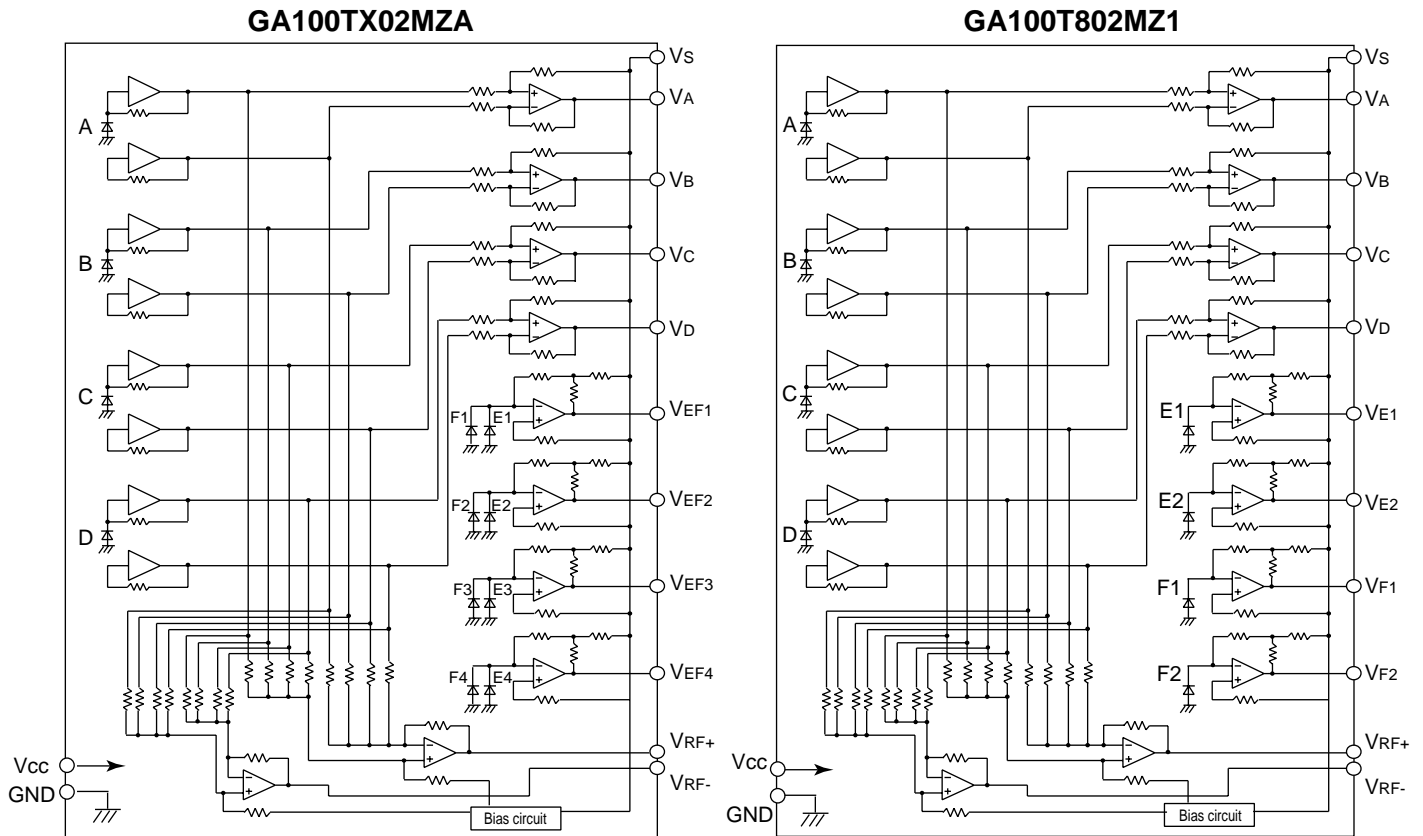 GA100TX02MZA
VS
VA
A
VB
B
VC
VD
C
F1 E1
VEF1
F2 E2
VEF2
D
F3 E3
VEF3
F4 E4
VEF4
VRF+
Vcc
VRF-
GND
Bias circuit
GA100T802MZ1
VS
VA
A
VB
B
VC
VD
C
E1
VE1
E2
VE2
D
F1
VF1
F2
VF2
VRF+
Vcc
VRF-
GND
Bias circuit